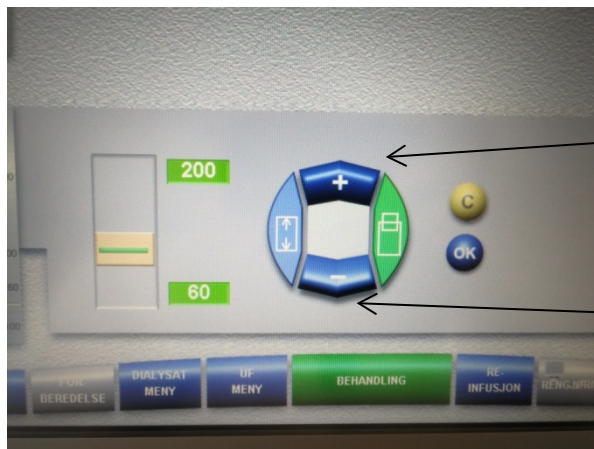 200
+
C
OK
-
60
FOR-
BEREDELSE
DIALYSAT
MENY
UF
MENY
BEHANDLING
RE-
INFUSJON